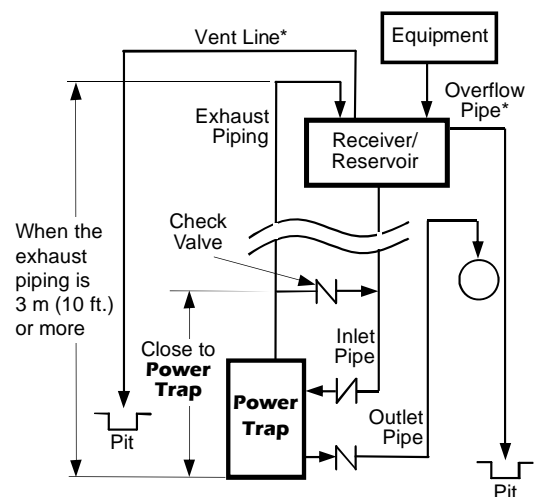 Vent Line*
Equipment
Exhaust
Piping
Overflow
Pipe*
Receiver/
Reservoir
When the
exhaust
piping is
3 m (10 ft.)
or more
Check
Valve
Close to
Power
Trap
Inlet
Pipe
Power
Trap
Outlet
Pipe
Pit
Pit